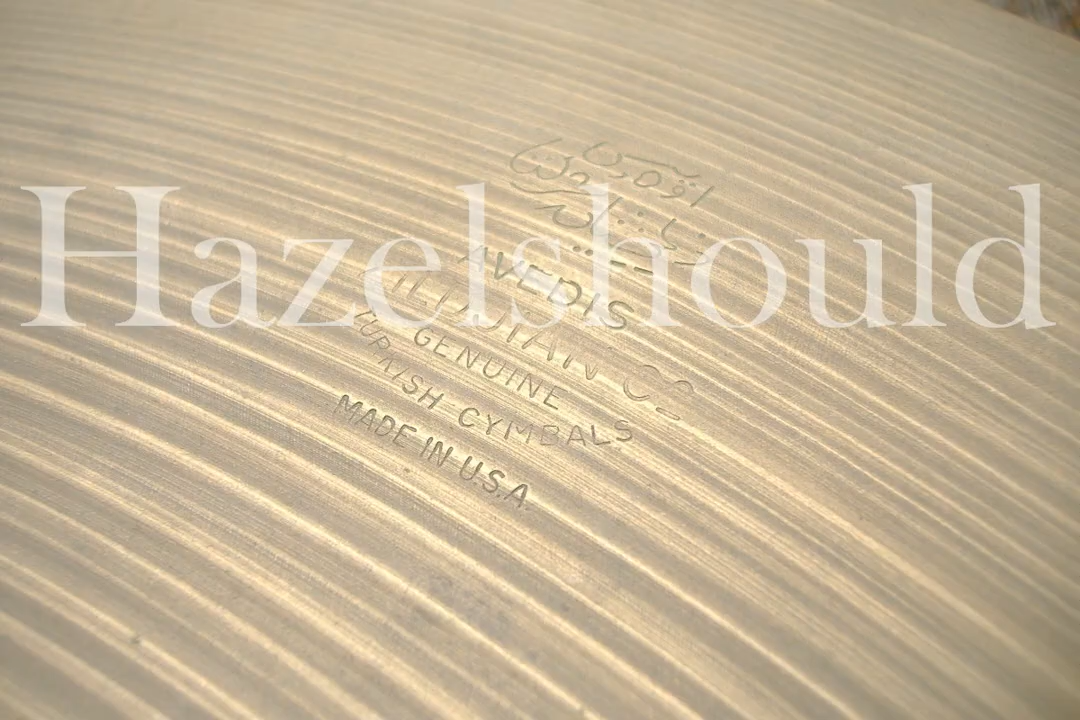 Hazelshould
AVEDIS
ZILDJIAN CO
GENUINE
TURKISH CYMBALS
MADE IN U.S.A.